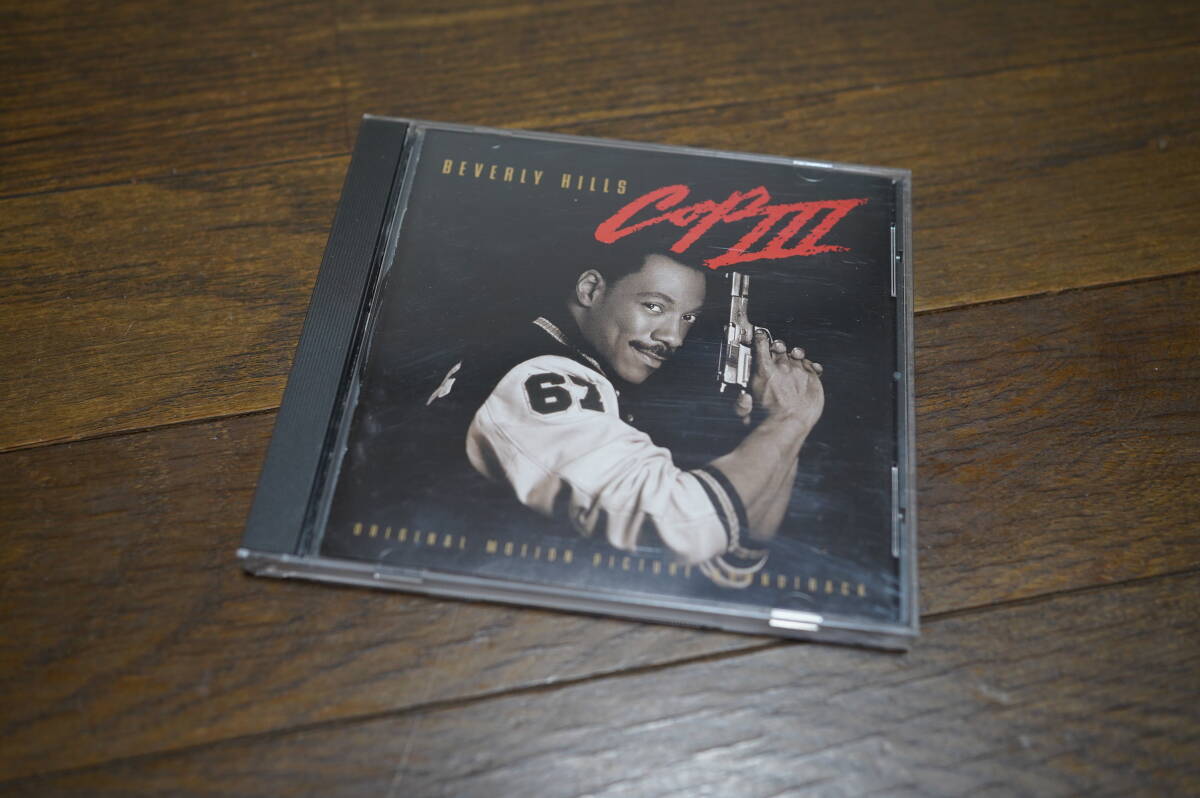 BEVERLY HILLS
COP III
67
ORIGINAL MOTION PICTURE SOUNDTRACK